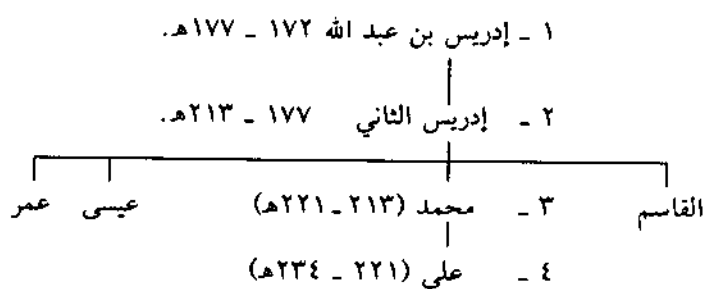 ١ ـ إدريس بن عبد الله ١٧٢ ـ ١٧٧هـ.
٢ ـ إدريس الثاني ١٧٧ ـ ٢١٣هـ.
القاسم ٣ ـ محمد (٢١٣ ـ ٢٢١هـ) عيسى عمر
٤ ـ علي (٢٢١ ـ ٢٣٤هـ)